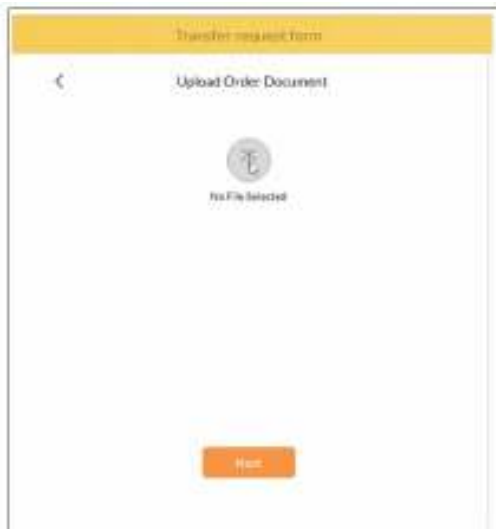 Transfer request form
Upload Order Document
No File Selected
Next